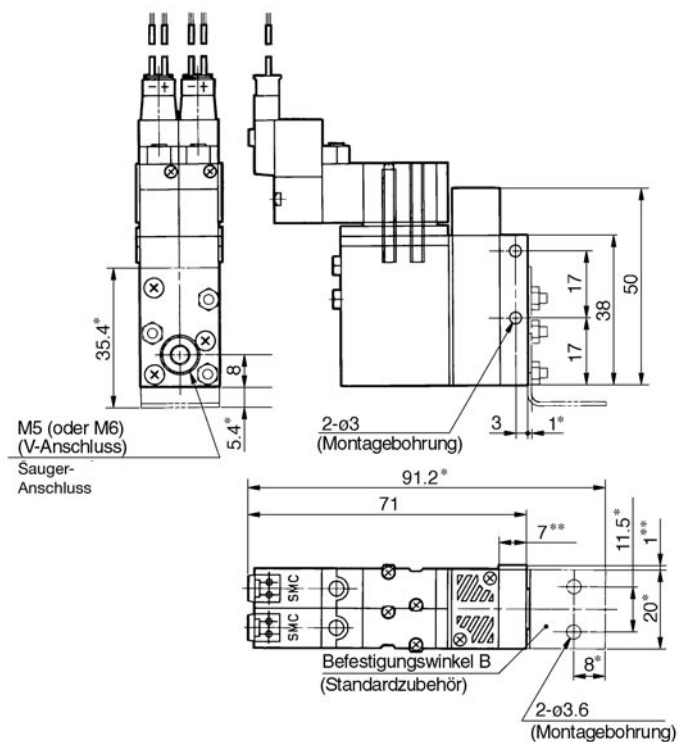 − + − +
35.4*
8
5.4*
M5 (oder M6)
(V-Anschluss)
Sauger-
Anschluss
17
17
38
50
2-ø3
(Montagebohrung)
3
1*
91.2*
71
7**
11.5*
1**
20*
8*
SMC
SMC
Befestigungswinkel B
(Standardzubehör)
2-ø3.6
(Montagebohrung)